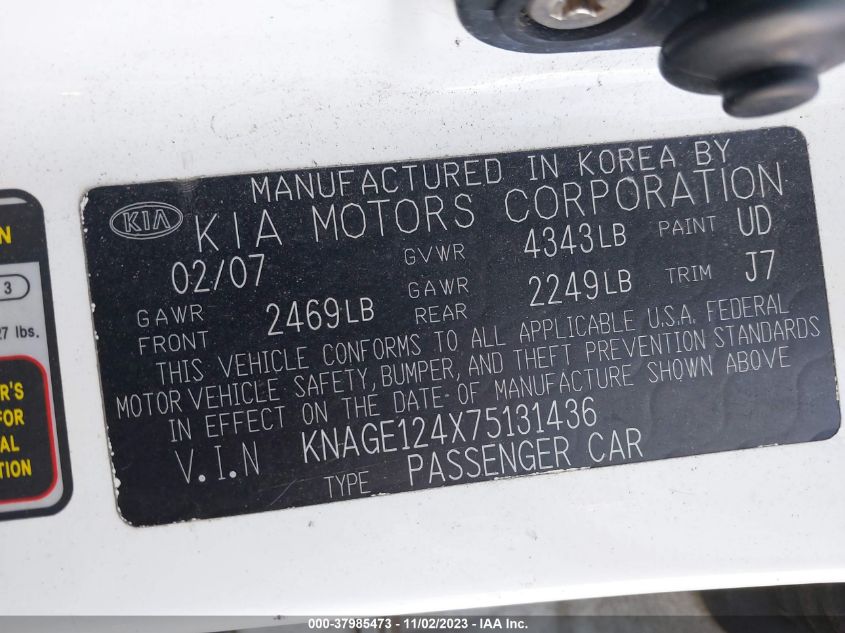 MANUFACTURED IN KOREA BY
KIA KIA MOTORS CORPORATION
02/07 GVWR 4343LB PAINT UD
GAWR FRONT 2469LB GAWR REAR 2249LB TRIM J7
THIS VEHICLE CONFORMS TO ALL APPLICABLE U.S.A. FEDERAL
MOTOR VEHICLE SAFETY, BUMPER, AND THEFT PREVENTION STANDARDS
IN EFFECT ON THE DATE OF MANUFACTURE SHOWN ABOVE
V.I.N KNAGE124X75131436
TYPE PASSENGER CAR
3
27 lbs.
000-37985473 - 11/02/2023 - IAA Inc.